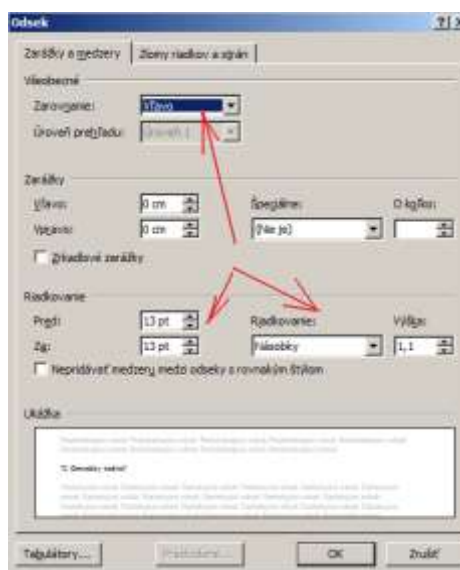 Odsek
Zarážky a medzery Zlomy riadkov a strán
Všeobecné
Zarovnanie: Vľavo
Úroveň prehľadu: Úroveň 1
Zarážky
Vľavo: 0 cm Špeciálne: O koľko:
Vpravo: 0 cm (Nie je)
Zrkadlové zarážky
Riadkovanie
Pred: 13 pt Riadkovanie: Výška:
Za: 13 pt Násobky 1,1
Nepridávať medzeru medzi odseky s rovnakým štýlom
Ukážka
Tabulátory... OK Zrušiť